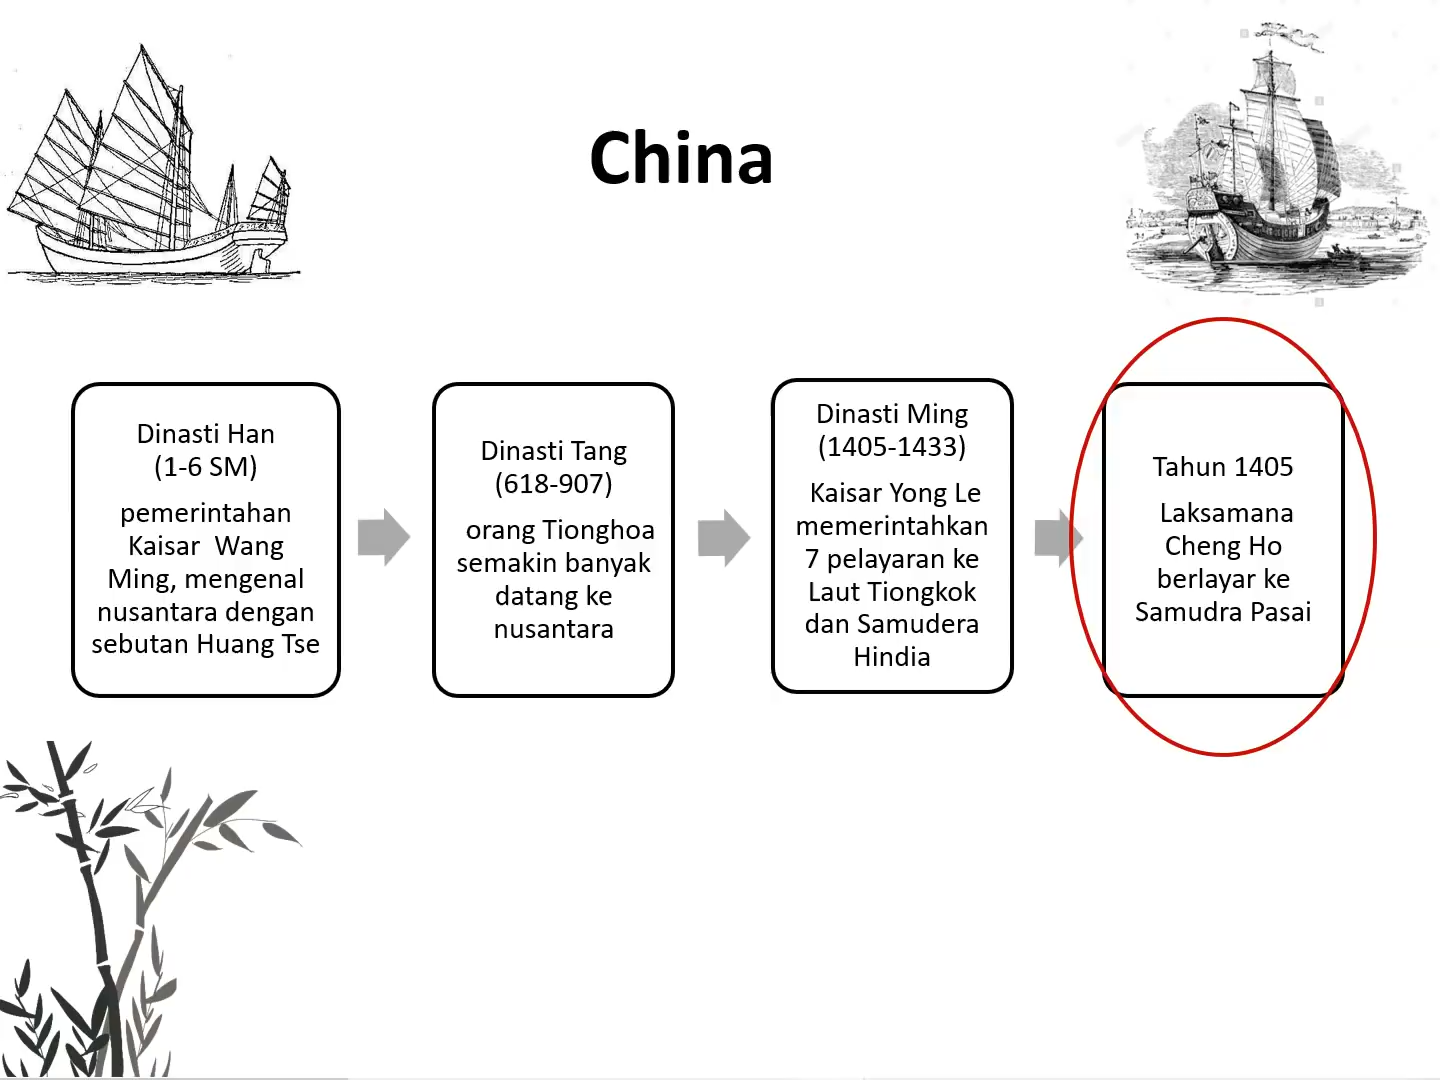 China
Dinasti Han
(1-6 SM)
pemerintahan
Kaisar Wang
Ming, mengenal
nusantara dengan
sebutan Huang Tse
Dinasti Tang
(618-907)
orang Tionghoa
semakin banyak
datang ke
nusantara
Dinasti Ming
(1405-1433)
Kaisar Yong Le
memerintahkan
7 pelayaran ke
Laut Tiongkok
dan Samudera
Hindia
Tahun 1405
Laksamana
Cheng Ho
berlayar ke
Samudra Pasai